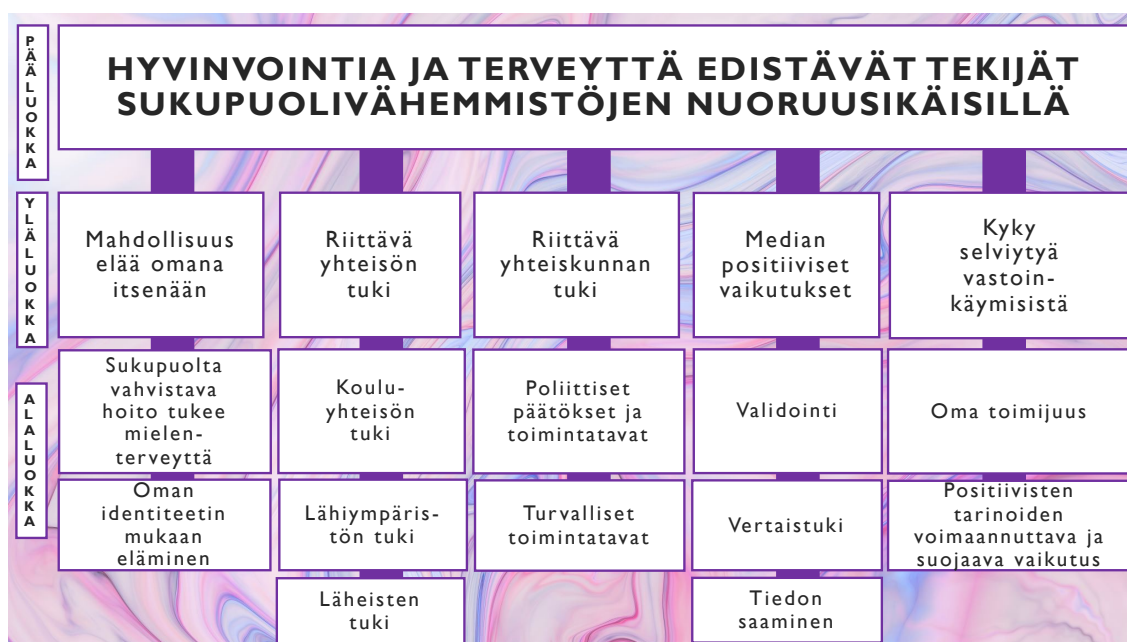 PÄÄLUOKKA
HYVINVOINTIA JA TERVEYTTÄ EDISTÄVÄT TEKIJÄT
SUKUPUOLIVÄHEMMISTÖJEN NUORUUSIKÄISILLÄ
YLÄLUOKKA
Mahdollisuus
elää omana
itsenään
Riittävä
yhteisön
tuki
Riittävä
yhteiskunnan
tuki
Median
positiiviset
vaikutukset
Kyky
selviytyä
vastoin-
käymisistä
ALALUOKKA
Sukupuolta
vahvistava
hoito tukee
mielen-
terveyttä
Koulu-
yhteisön
tuki
Poliittiset
päätökset ja
toimintatavat
Validointi
Oma toimijuus
Oman
identiteetin
mukaan
eläminen
Lähiympäris-
tön tuki
Turvalliset
toimintatavat
Vertaistuki
Positiivisten
tarinoiden
voimaannuttava ja
suojaava vaikutus
Läheisten
tuki
Tiedon
saaminen